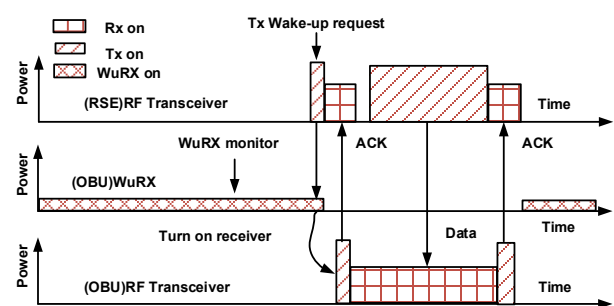 Rx on
Tx on
WuRX on
Tx Wake-up request
Power
(RSE)RF Transceiver
Time
ACK
ACK
WuRX monitor
Power
(OBU)WuRX
Time
Turn on receiver
Data
Power
(OBU)RF Transceiver
Time